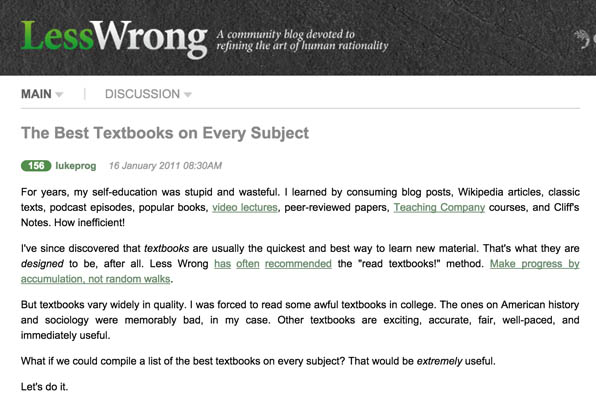 LessWrong
A community blog devoted to
refining the art of human rationality
MAIN
DISCUSSION
The Best Textbooks on Every Subject
156 lukeprog 16 January 2011 08:30AM
For years, my self-education was stupid and wasteful. I learned by consuming blog posts, Wikipedia articles, classic
texts, podcast episodes, popular books, video lectures, peer-reviewed papers, Teaching Company courses, and Cliff's
Notes. How inefficient!
I've since discovered that textbooks are usually the quickest and best way to learn new material. That's what they are
designed to be, after all. Less Wrong has often recommended the "read textbooks!" method. Make progress by
accumulation, not random walks.
But textbooks vary widely in quality. I was forced to read some awful textbooks in college. The ones on American history
and sociology were memorably bad, in my case. Other textbooks are exciting, accurate, fair, well-paced, and
immediately useful.
What if we could compile a list of the best textbooks on every subject? That would be extremely useful.
Let's do it.